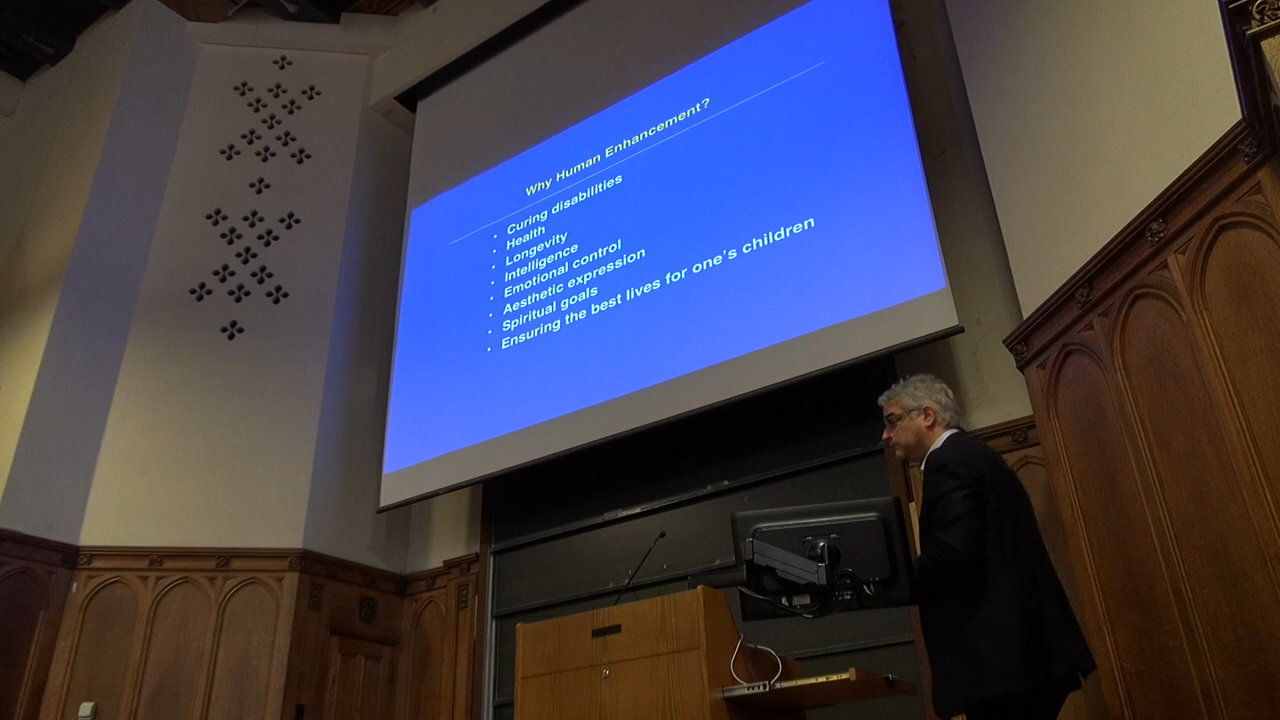 Why Human Enhancement?
• Curing disabilities
• Health
• Longevity
• Intelligence
• Emotional control
• Aesthetic expression
• Spiritual goals
• Ensuring the best lives for one's children